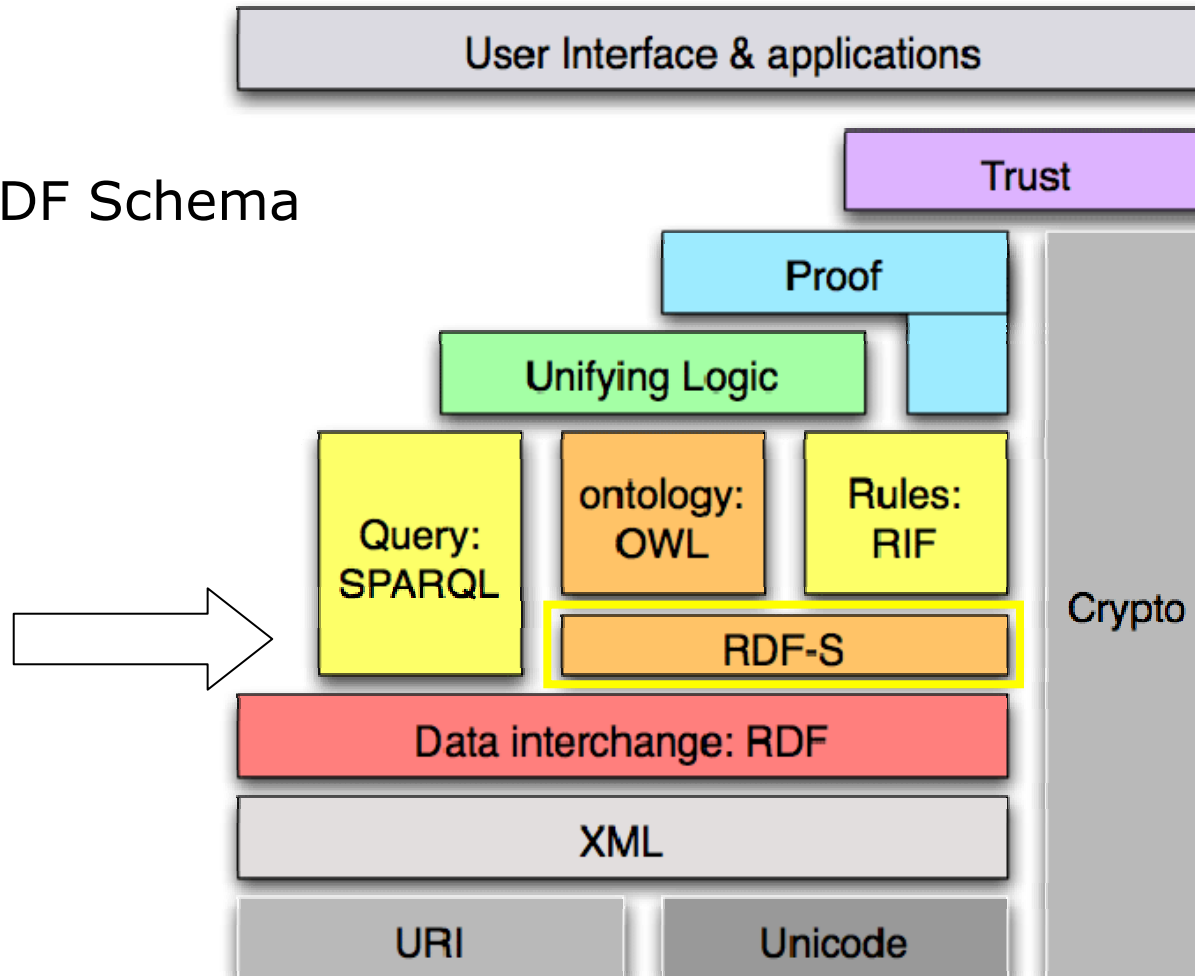 User Interface & applications
Trust
DF Schema
Proof
Unifying Logic
Query:
SPARQL
ontology:
OWL
Rules:
RIF
Crypto
RDF-S
Data interchange: RDF
XML
URI
Unicode